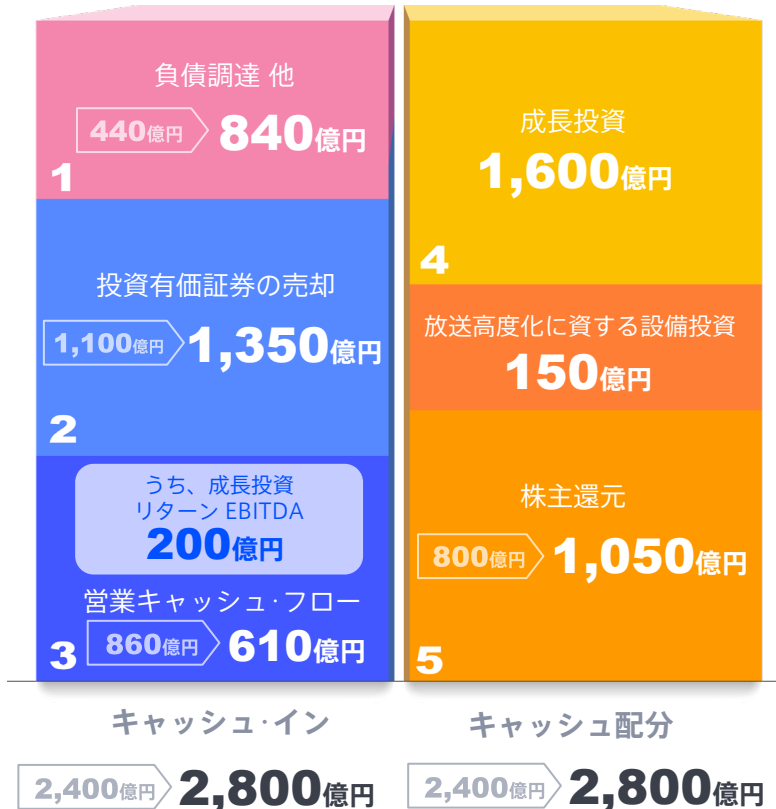 負債調達 他
440億円 840億円
1
投資有価証券の売却
1,100億円 1,350億円
2
うち、成長投資
リターン EBITDA
200億円
営業キャッシュ・フロー
3 860億円 610億円
キャッシュ・イン
2,400億円 2,800億円
成長投資
1,600億円
4
放送高度化に資する設備投資
150億円
株主還元
800億円 1,050億円
5
キャッシュ配分
2,400億円 2,800億円